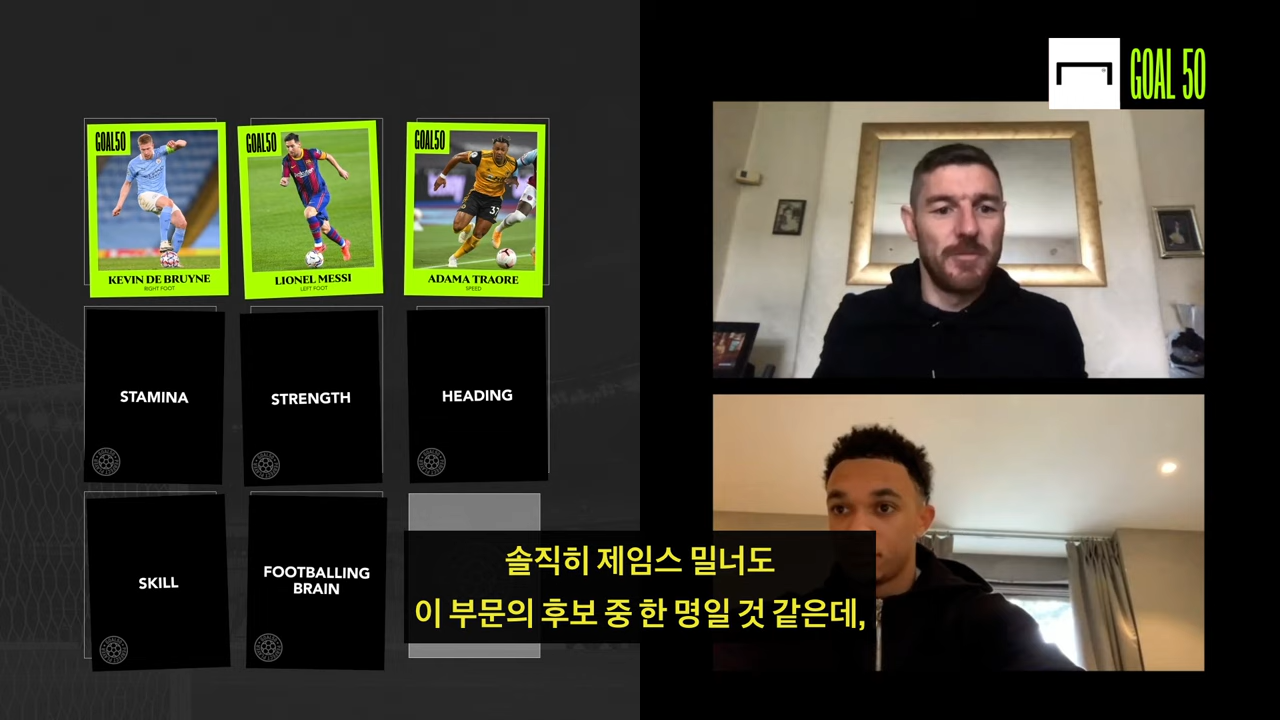 GOAL 50
GOAL50
KEVIN DE BRUYNE
RIGHT FOOT
GOAL50
LIONEL MESSI
LEFT FOOT
GOAL50
ADAMA TRAORE
SPEED
STAMINA
STRENGTH
HEADING
SKILL
FOOTBALLING
BRAIN
솔직히 제임스 밀너도
이 부문의 후보 중 한 명일 것 같은데,